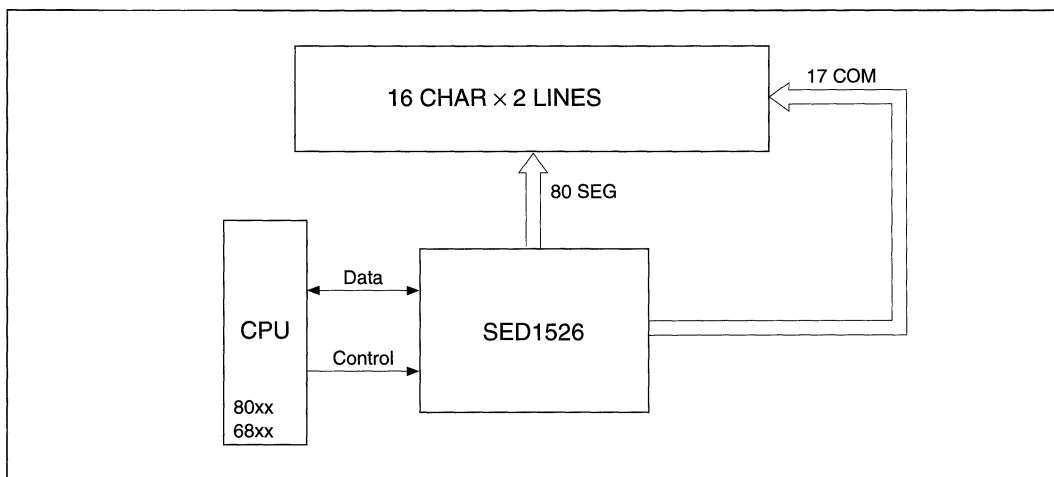 17 COM
16 CHAR × 2 LINES
80 SEG
Data
CPU
SED1526
Control
80xx
68xx